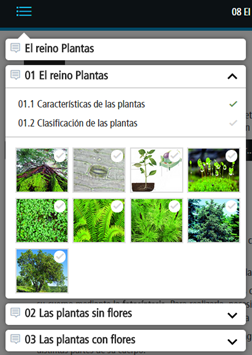 08 El
El reino Plantas
01 El reino Plantas
01.1 Características de las plantas
01.2 Clasificación de las plantas
02 Las plantas sin flores
03 Las plantas con flores